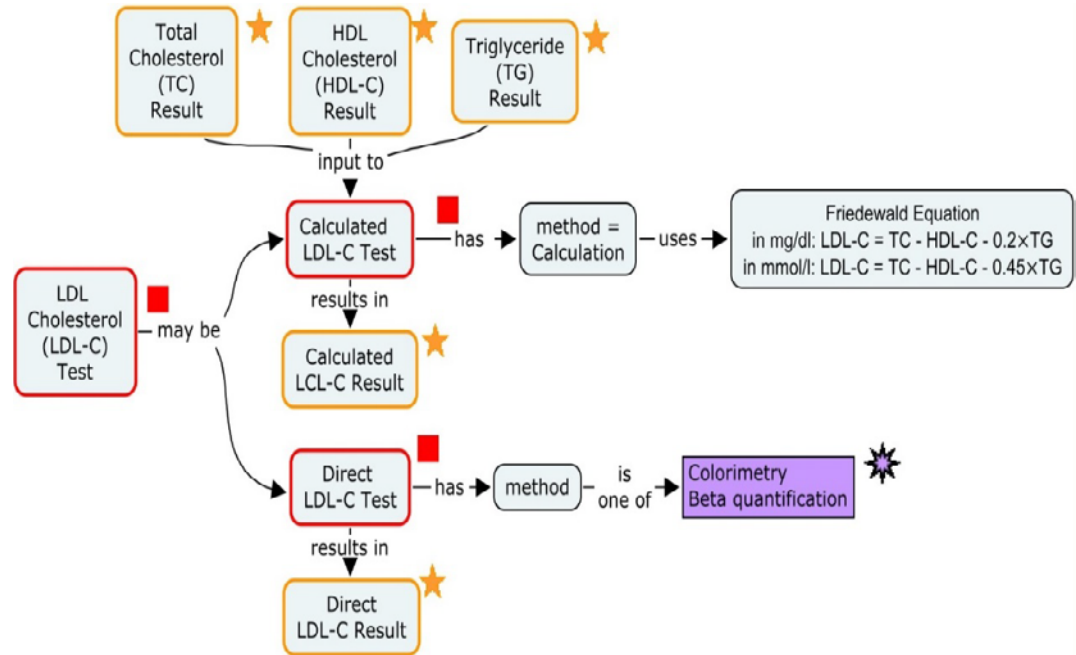 Total
Cholesterol
(TC)
Result
HDL
Cholesterol
(HDL-C)
Result
Triglyceride
(TG)
Result
input to
Calculated
LDL-C Test
has
method =
Calculation
uses
Friedewald Equation
in mg/dl: LDL-C = TC - HDL-C - 0.2×TG
in mmol/l: LDL-C = TC - HDL-C - 0.45×TG
LDL
Cholesterol
(LDL-C)
Test
may be
results in
Calculated
LCL-C Result
Direct
LDL-C Test
has
method
is
one of
Colorimetry
Beta quantification
results in
Direct
LDL-C Result